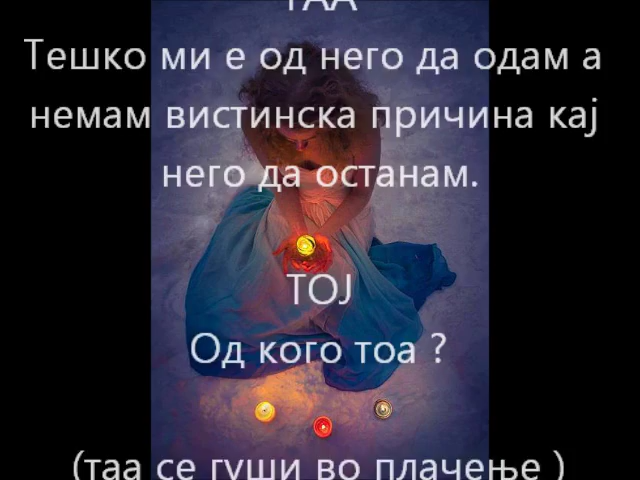 ТАА
Тешко ми е од него да одам а
немам вистинска причина кај
него да останам.
ТОЈ
Од кого тоа ?
(таа се гуши во плачење )